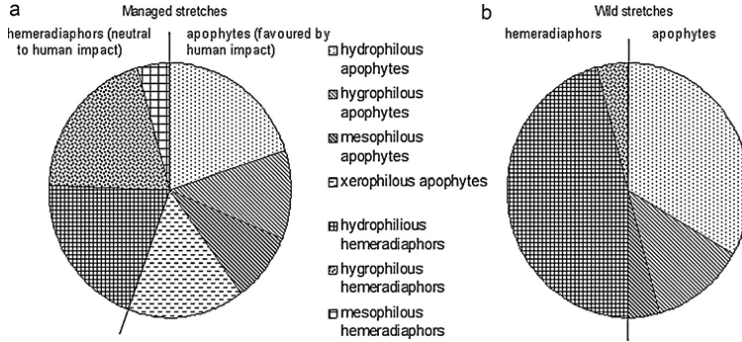 a
Managed stretches
hemeradiaphors (neutral
to human impact)
apophytes (favoured by
human impact)
hydrophilous
apophytes
hygrophilous
apophytes
mesophilous
apophytes
xerophilous apophytes
hydrophilious
hemeradiaphors
hygrophilous
hemeradiaphors
mesophilous
hemeradiaphors
b
Wild stretches
hemeradiaphors
apophytes